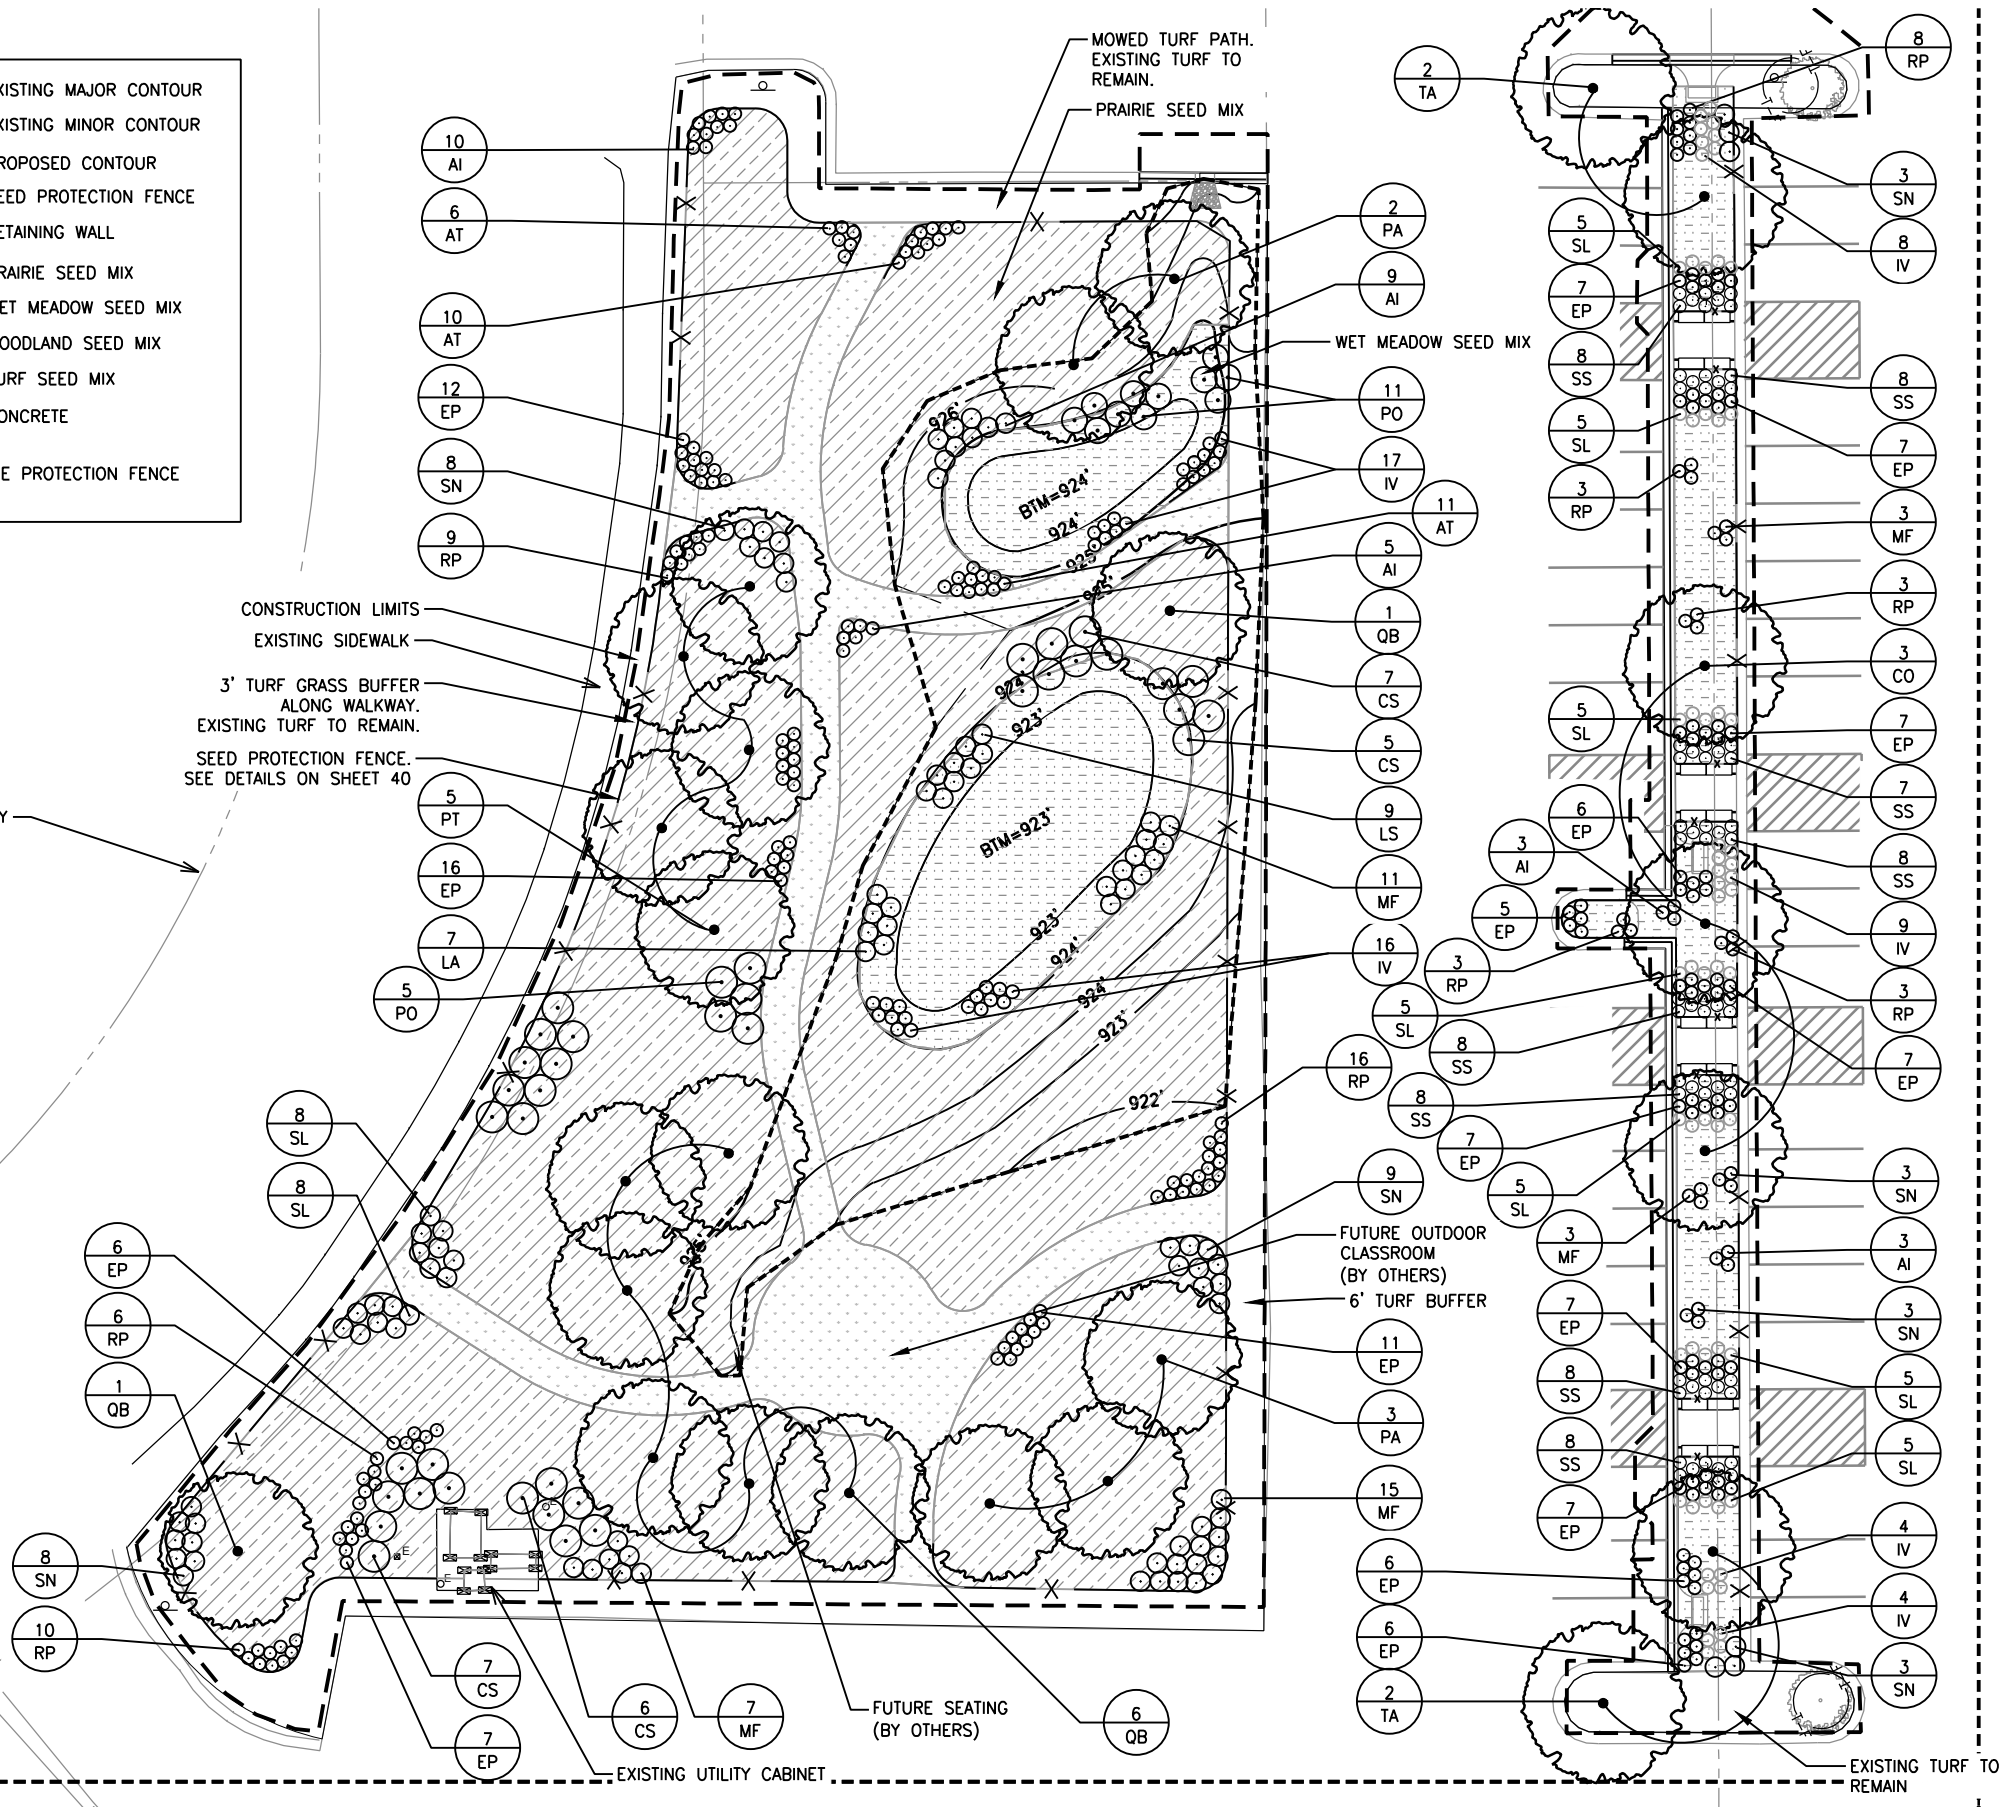 XISTING MAJOR CONTOUR
XISTING MINOR CONTOUR
ROPOSED CONTOUR
EED PROTECTION FENCE
ETAINING WALL
RAIRIE SEED MIX
ET MEADOW SEED MIX
OODLAND SEED MIX
URF SEED MIX
ONCRETE
E PROTECTION FENCE
MOWED TURF PATH.
EXISTING TURF TO
REMAIN.
PRAIRIE SEED MIX
10
AI
6
AT
10
AT
12
EP
8
SN
9
RP
CONSTRUCTION LIMITS
EXISTING SIDEWALK
3' TURF GRASS BUFFER
ALONG WALKWAY.
EXISTING TURF TO REMAIN.
SEED PROTECTION FENCE.
SEE DETAILS ON SHEET 40
Y
5
PT
16
EP
7
LA
5
PO
8
SL
8
SL
6
EP
6
RP
1
QB
8
SN
10
RP
7
CS
7
EP
6
CS
7
MF
EXISTING UTILITY CABINET
FUTURE SEATING
(BY OTHERS)
6
QB
926'
BTM=924'
924'
925'
925'
924'
923'
BTM=923'
923'
924'
924'
923'
922'
E
E
2
PA
9
AI
WET MEADOW SEED MIX
11
PO
17
IV
11
AT
5
AI
1
QB
7
CS
5
CS
9
LS
11
MF
16
IV
16
RP
9
SN
FUTURE OUTDOOR
CLASSROOM
(BY OTHERS)
6' TURF BUFFER
11
EP
3
PA
15
MF
2
TA
5
SL
7
EP
8
SS
5
SL
3
RP
5
SL
6
EP
3
AI
5
EP
3
RP
5
SL
8
SS
8
SS
7
EP
5
SL
3
MF
7
EP
8
SS
8
SS
7
EP
6
EP
6
EP
2
TA
8
RP
3
SN
8
IV
8
SS
7
EP
3
MF
3
RP
3
CO
7
EP
7
SS
8
SS
9
IV
3
RP
7
EP
3
SN
3
AI
3
SN
5
SL
5
SL
4
IV
4
IV
3
SN
EXISTING TURF TO
REMAIN